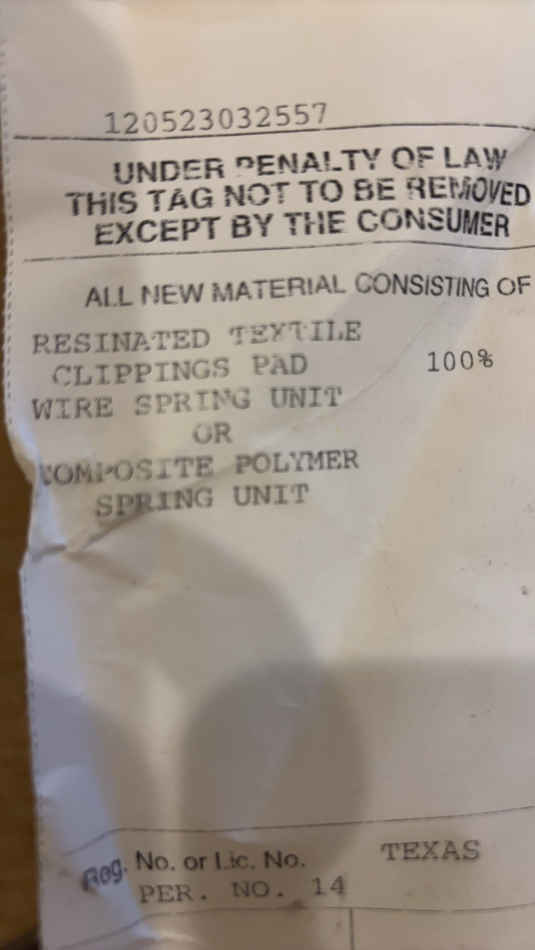 120523032557
UNDER PENALTY OF LAW
THIS TAG NOT TO BE REMOVED
EXCEPT BY THE CONSUMER
ALL NEW MATERIAL CONSISTING OF
RESINATED TEXTILE
CLIPPINGS PAD 100%
WIRE SPRING UNIT
OR
COMPOSITE POLYMER
SPRING UNIT
Reg. No. or Lic. No. TEXAS
PER. NO. 14